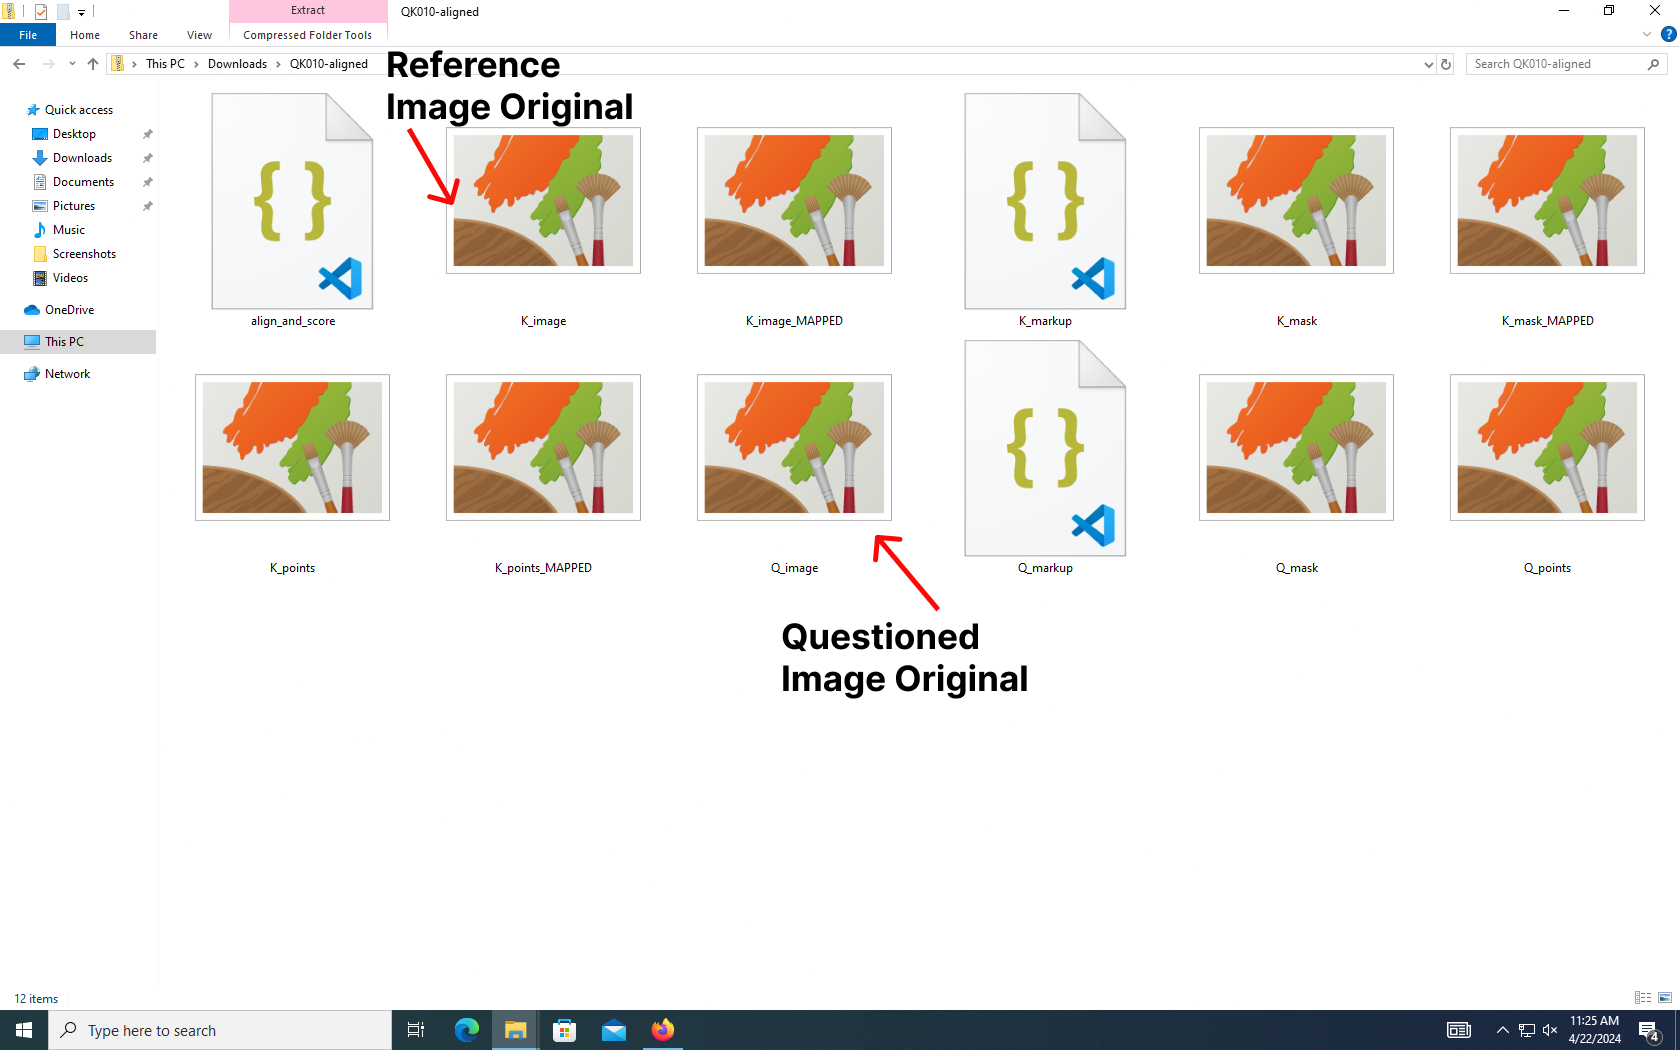 Extract
QK010-aligned
File
Home
Share
View
Compressed Folder Tools
This PC
Downloads
QK010-aligned
Search QK010-aligned
Reference
Image Original
Quick access
Desktop
Downloads
Documents
Pictures
Music
Screenshots
Videos
OneDrive
This PC
Network
{ }
{ }
align_and_score
K_image
K_image_MAPPED
K_markup
K_mask
K_mask_MAPPED
{ }
K_points
K_points_MAPPED
Q_image
Q_markup
Q_mask
Q_points
Questioned
Image Original
12 items
Type here to search
11:25 AM
4/22/2024
4
?